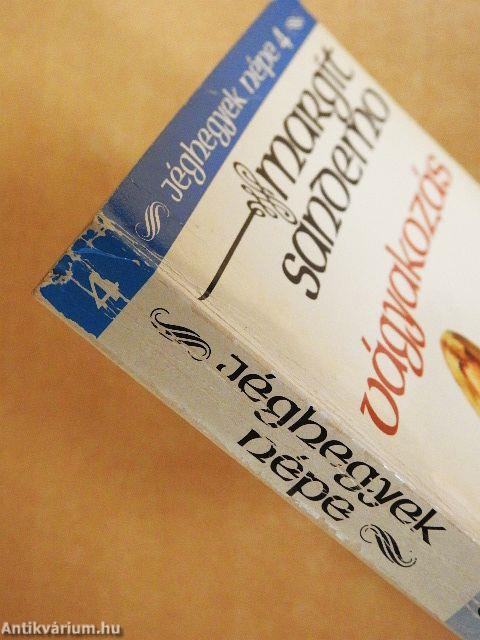 Jéghegyek népe 4
Margit
Sandemo
Vágyakozás
4
Jéghegyek
népe
Antikvárium.hu